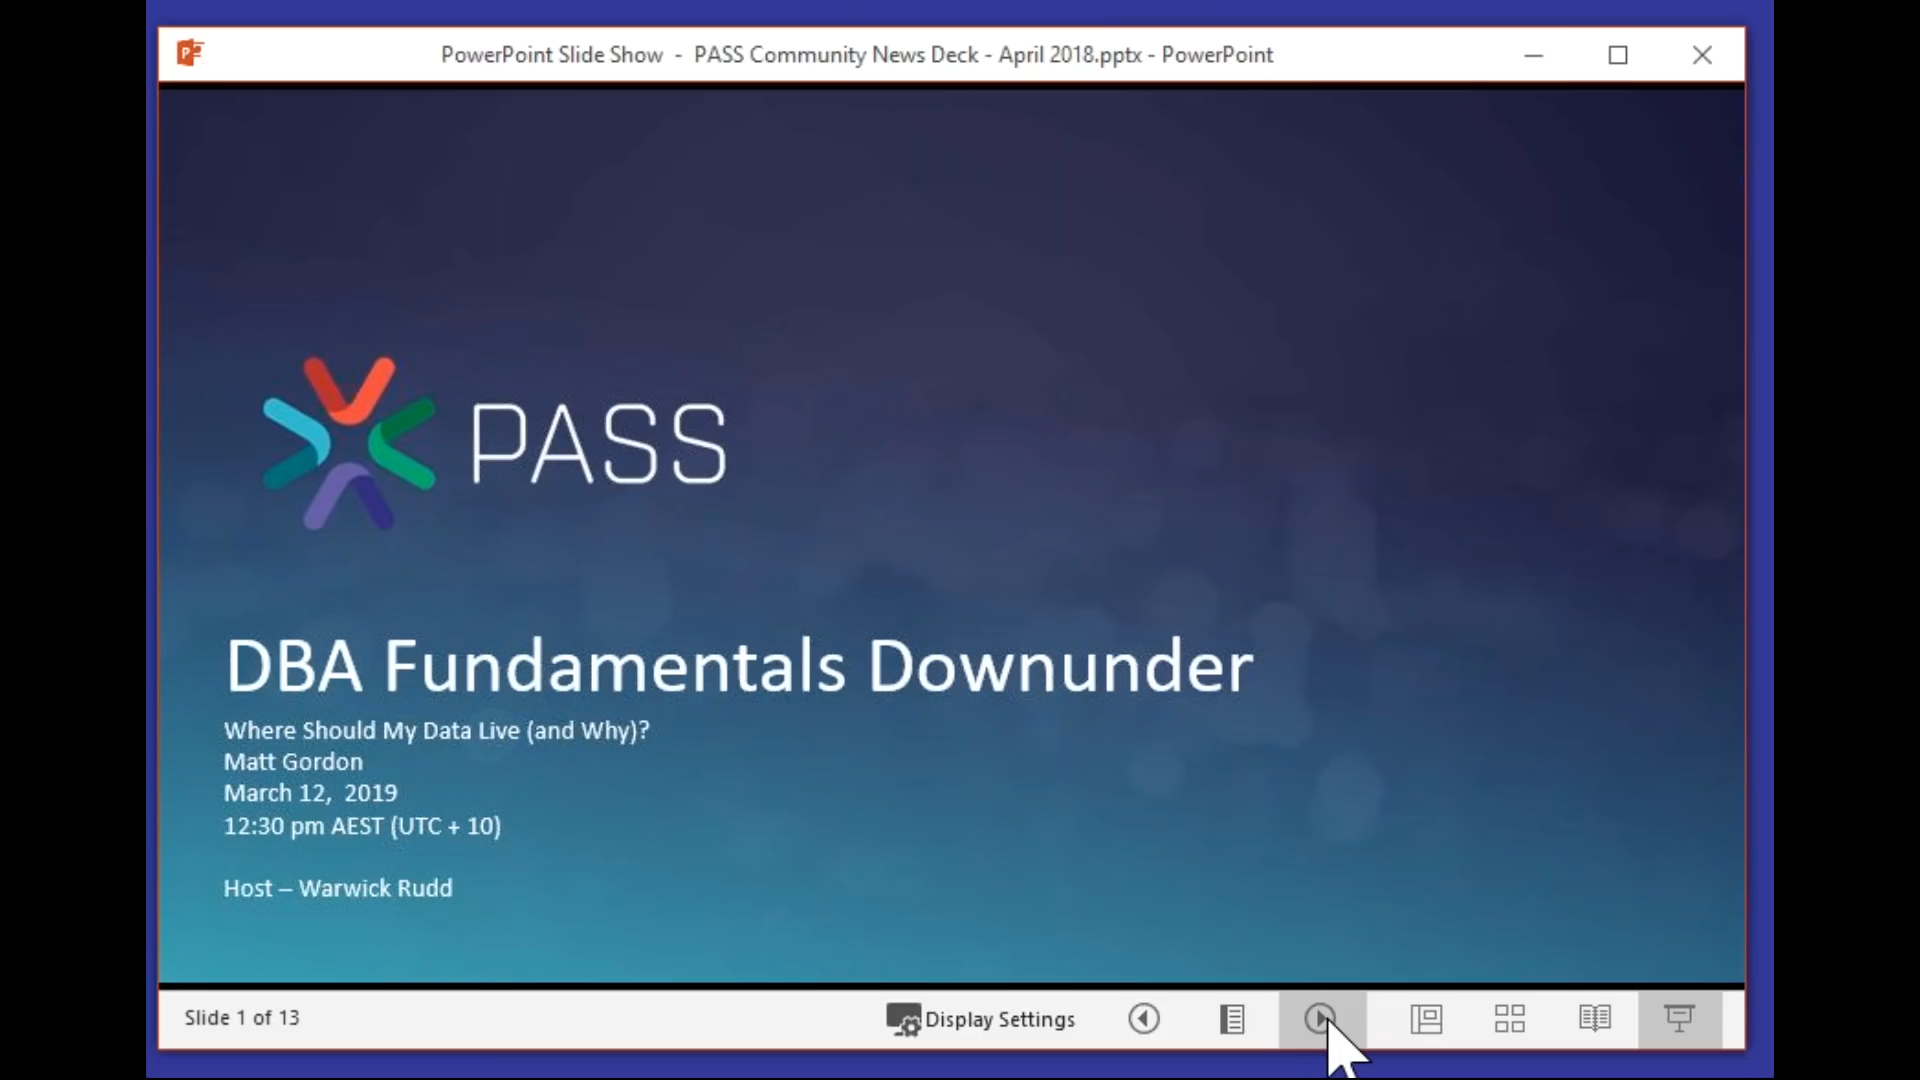 PowerPoint Slide Show - PASS Community News Deck - April 2018.pptx - PowerPoint
PASS
DBA Fundamentals Downunder
Where Should My Data Live (and Why)?
Matt Gordon
March 12, 2019
12:30 pm AEST (UTC + 10)
Host – Warwick Rudd
Slide 1 of 13
Display Settings